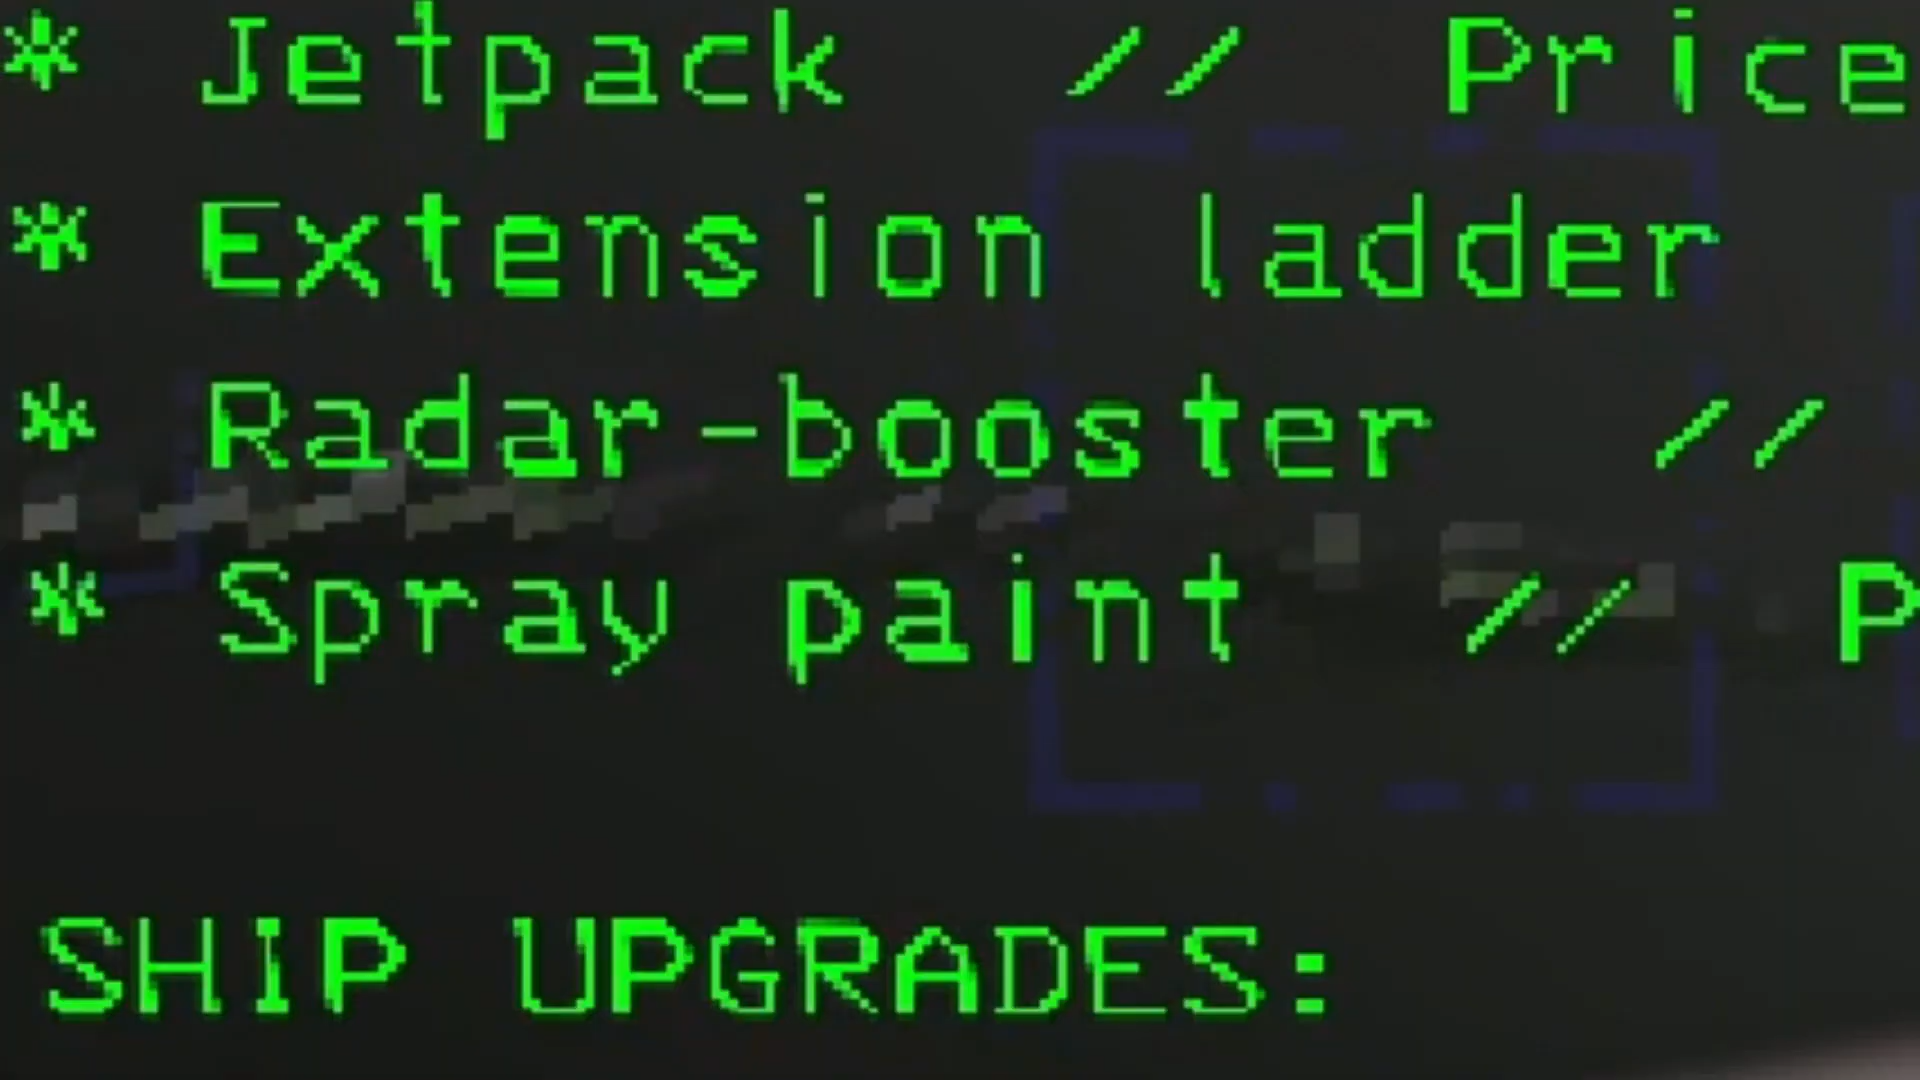 * Jetpack // Price
* Extension ladder
* Radar-booster //
* Spray paint // P
SHIP UPGRADES: